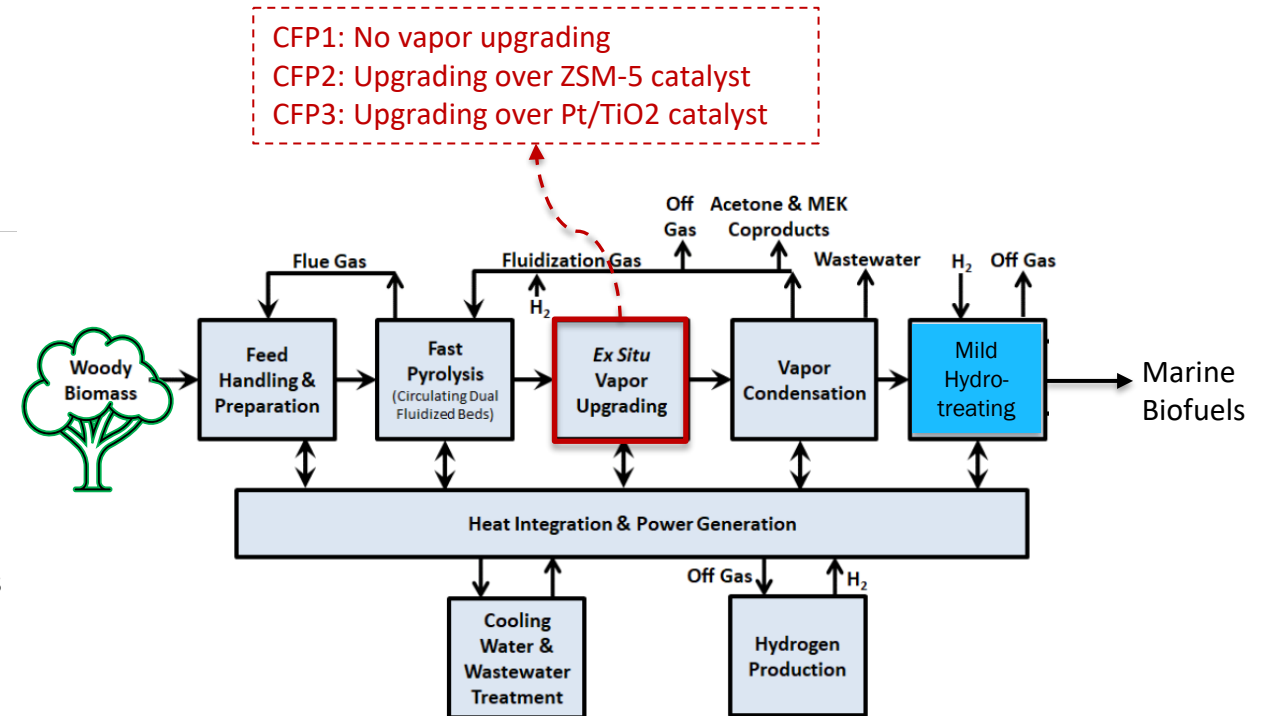 CFP1: No vapor upgrading
CFP2: Upgrading over ZSM-5 catalyst
CFP3: Upgrading over Pt/TiO2 catalyst
Off
Gas
Acetone & MEK
Coproducts
Flue Gas
Fluidization Gas
H2
Wastewater
H2
Off Gas
Woody
Biomass
Feed
Handling &
Preparation
Fast
Pyrolysis
(Circulating Dual
Fluidized Beds)
Ex Situ
Vapor
Upgrading
Vapor
Condensation
Mild
Hydro-
treating
Marine
Biofuels
Heat Integration & Power Generation
Off Gas
H2
Cooling
Water &
Wastewater
Treatment
Hydrogen
Production